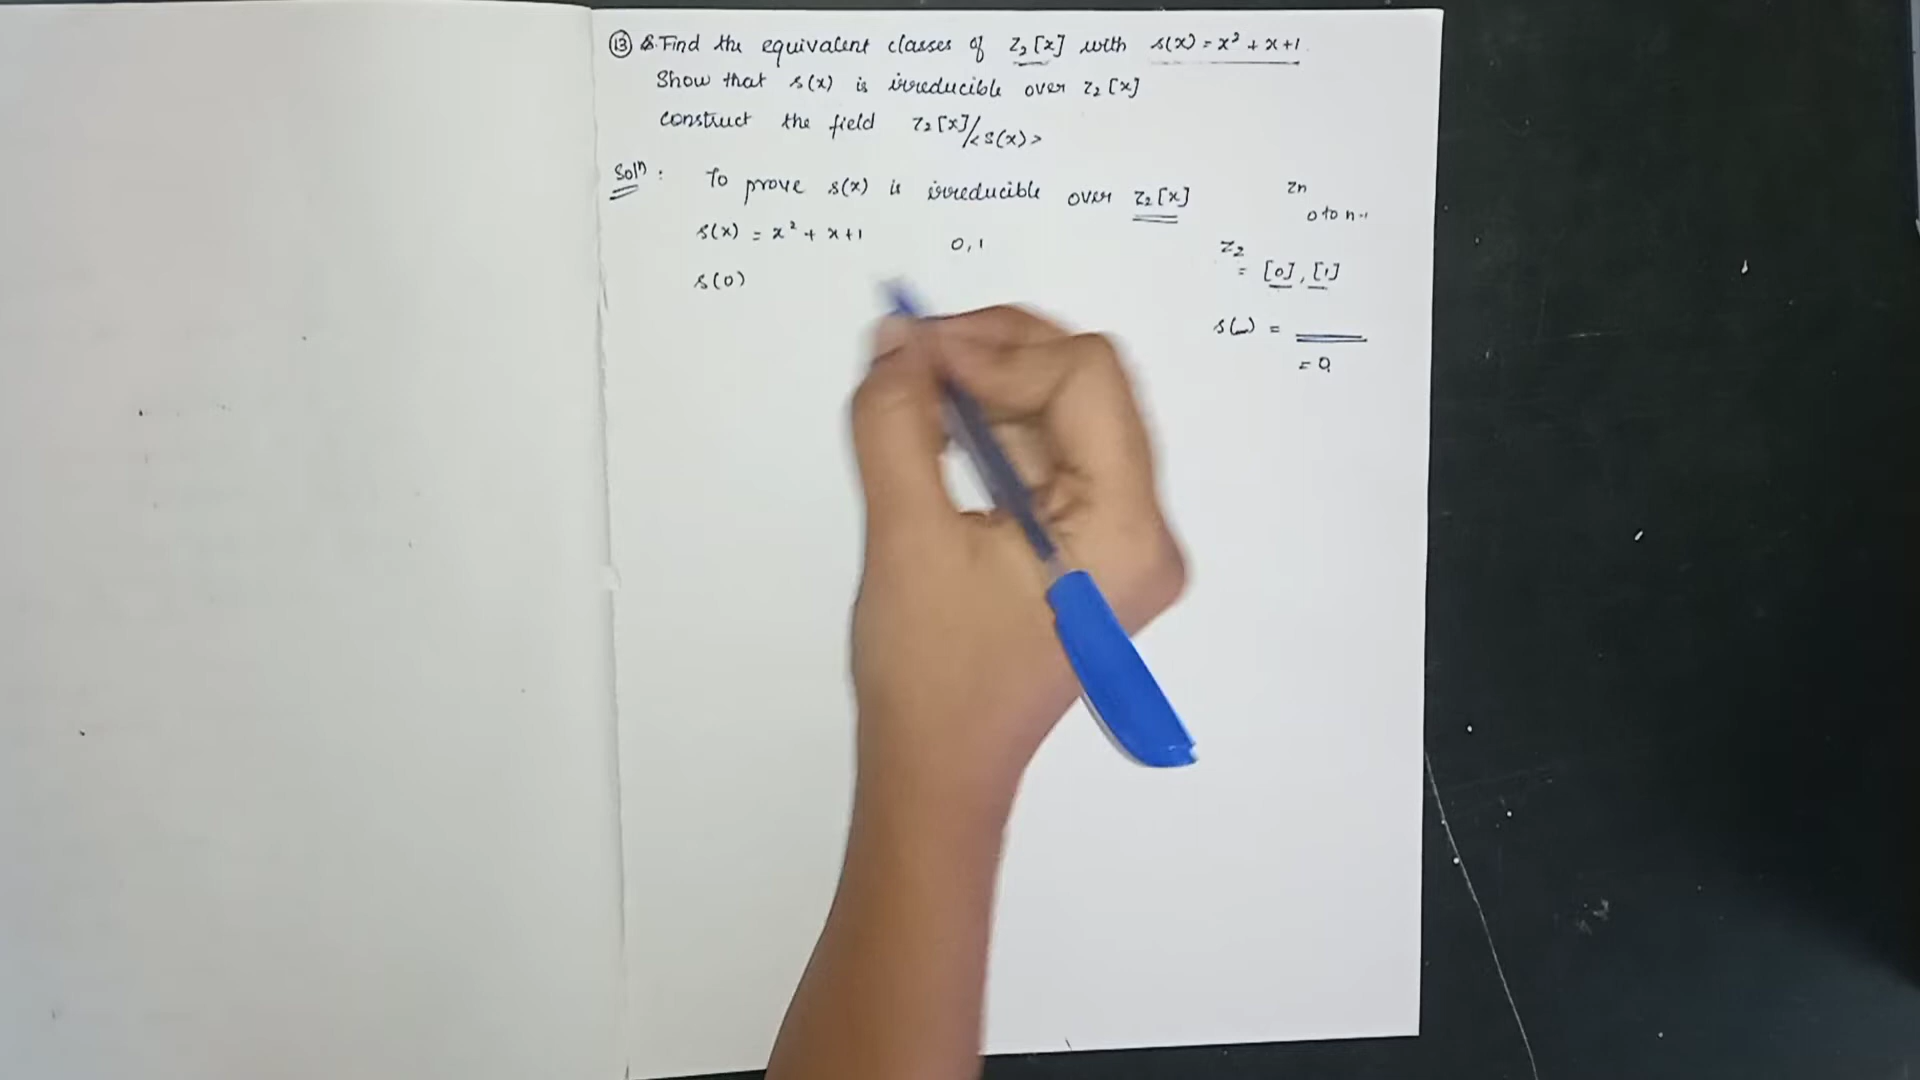 ⑬ Find the equivalent classes of Z₂[x] with s(x) = x² + x + 1
Show that s(x) is irreducible over Z₂[x]
Construct the field Z₂[x]/<s(x)>
Soln : To prove s(x) is irreducible over Z₂[x]
s(x) = x² + x + 1
0, 1
s(0)
Zn
0 to n-1
Z₂
= [0], [1]
s( ) =
= 0